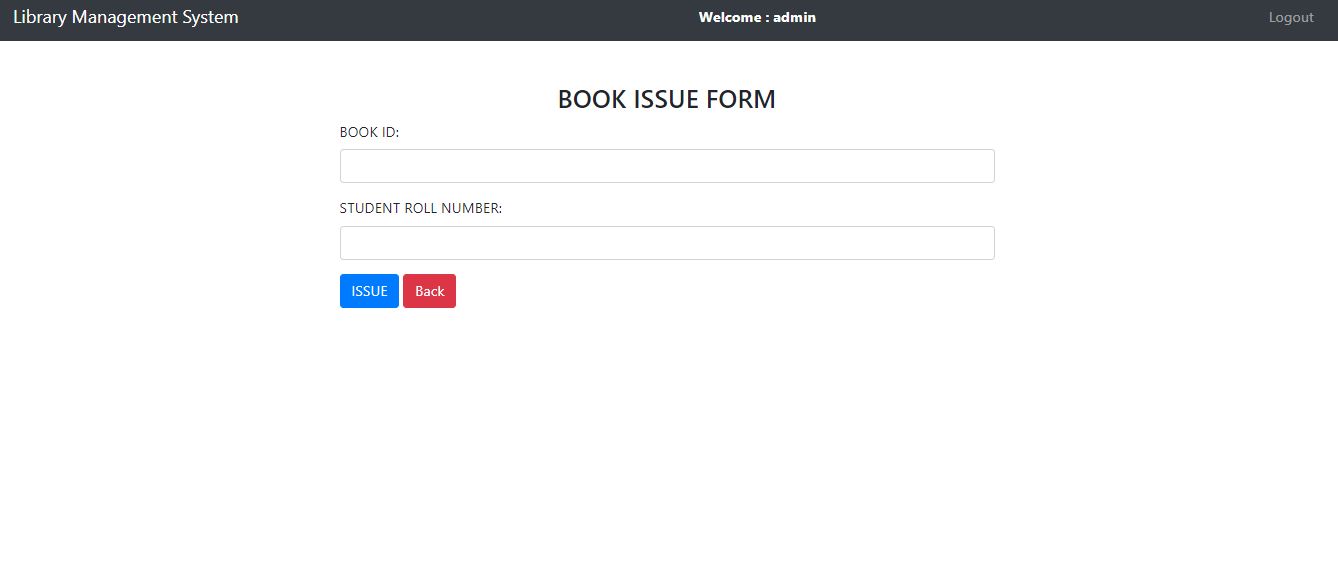 Library Management System Welcome : admin Logout
BOOK ISSUE FORM
BOOK ID:
STUDENT ROLL NUMBER:
ISSUE Back